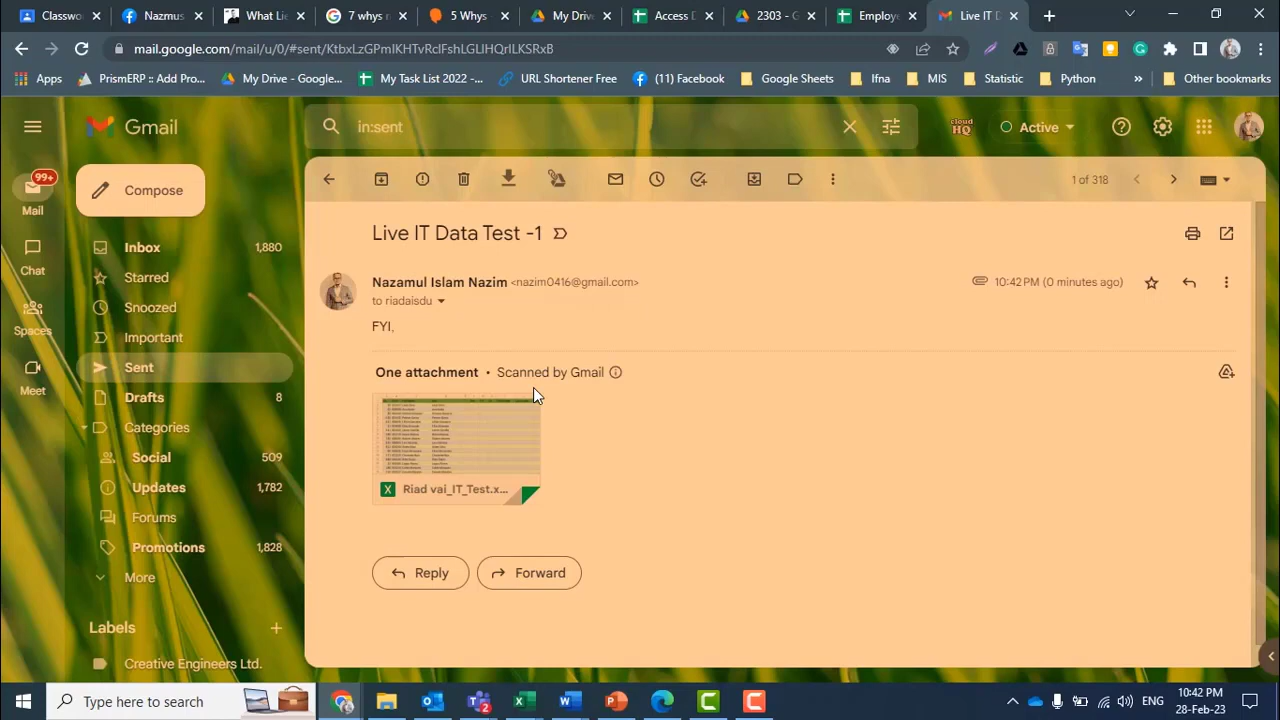 Classwo
Nazmus
What Lie
7 whys r
5 Whys -
My Drive
Access D
2303 - G
Employe
Live IT D
mail.google.com/mail/u/0/#sent/KtbxLzGPmIKHTvRclFshLGLlHQrlLKSRxB
Apps
PrismERP :: Add Pro...
My Drive - Google...
My Task List 2022 -...
URL Shortener Free
(11) Facebook
Google Sheets
Ifna
MIS
Statistic
Python
»
Other bookmarks
Gmail
in:sent
cloud
HQ
Active
99+
Mail
Compose
1 of 318
Inbox 1,880
Live IT Data Test -1
Chat
Starred
Nazamul Islam Nazim <nazim0416@gmail.com>
10:42 PM (0 minutes ago)
to riadaisdu
Snoozed
Spaces
FYI,
Important
Sent
Meet
One attachment • Scanned by Gmail
Drafts 8
Categories
Social 509
Updates 1,782
Riad vai_IT_Test.x...
Forums
Promotions 1,828
More
Reply
Forward
Labels
Creative Engineers Ltd.
Type here to search
ENG
10:42 PM
28-Feb-23